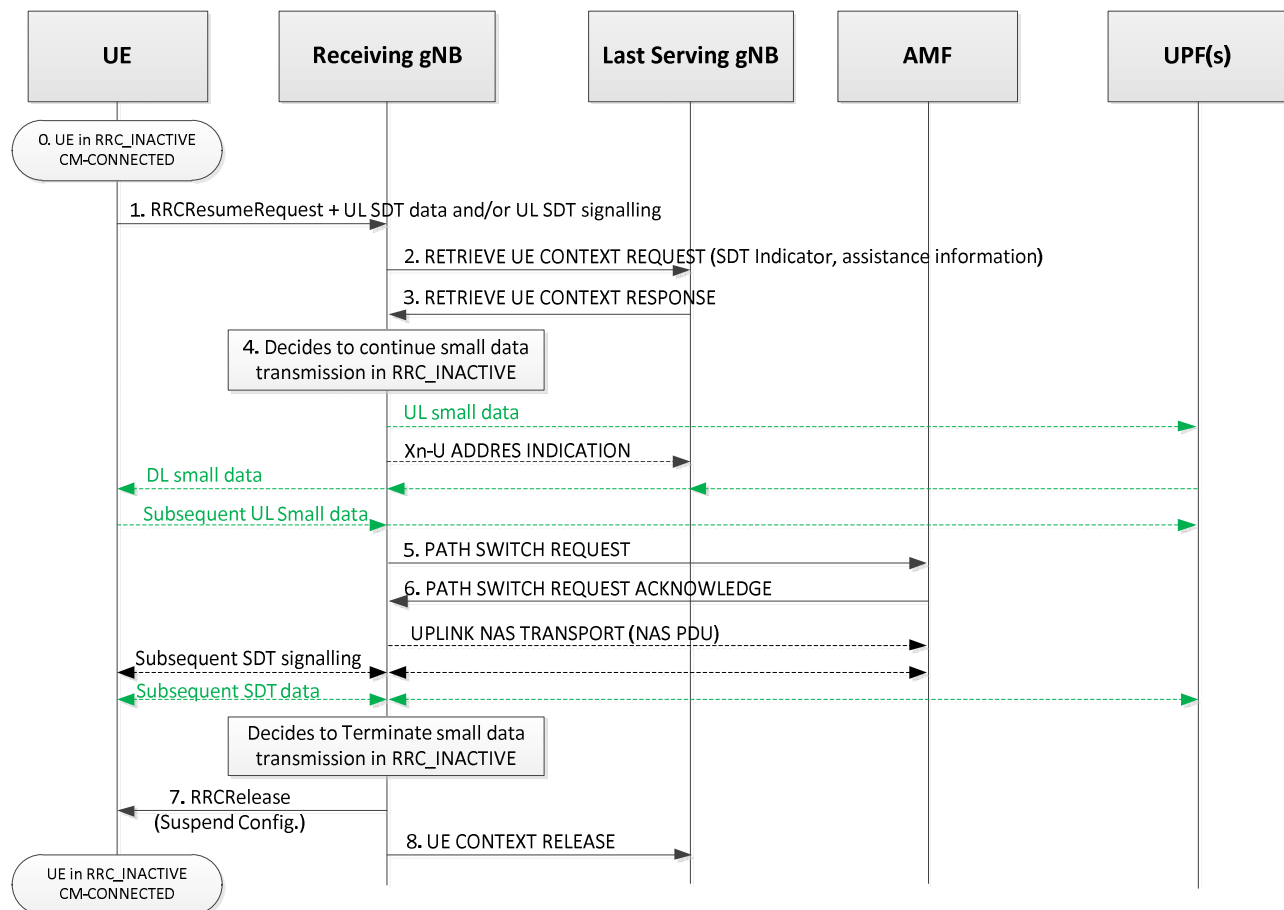 UE
Receiving gNB
Last Serving gNB
AMF
UPF(s)
0. UE in RRC_INACTIVE
CM-CONNECTED
1. RRCResumeRequest + UL SDT data and/or UL SDT signalling
2. RETRIEVE UE CONTEXT REQUEST (SDT Indicator, assistance information)
3. RETRIEVE UE CONTEXT RESPONSE
4. Decides to continue small data
transmission in RRC_INACTIVE
UL small data
Xn-U ADDRES INDICATION
DL small data
Subsequent UL Small data
5. PATH SWITCH REQUEST
6. PATH SWITCH REQUEST ACKNOWLEDGE
UPLINK NAS TRANSPORT (NAS PDU)
Subsequent SDT signalling
Subsequent SDT data
Decides to Terminate small data
transmission in RRC_INACTIVE
7. RRCRelease
(Suspend Config.)
8. UE CONTEXT RELEASE
UE in RRC_INACTIVE
CM-CONNECTED